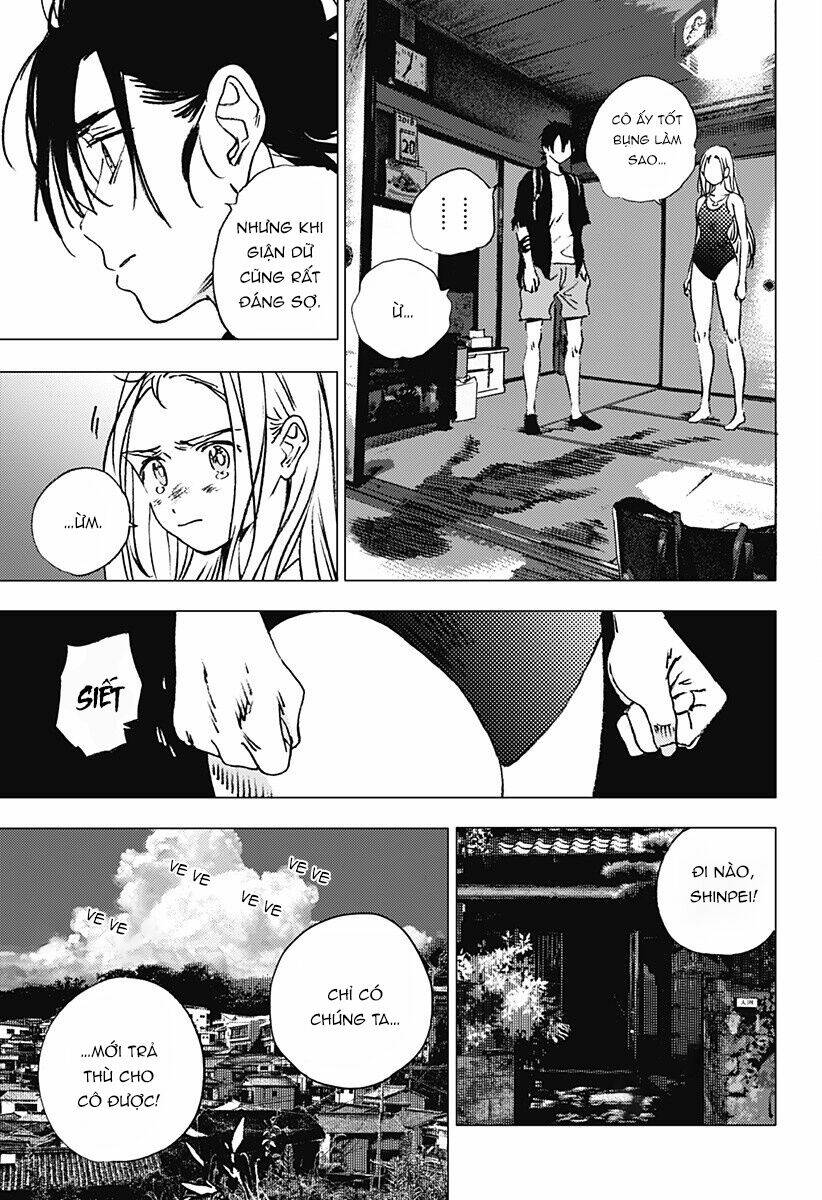 CÔ ẤY TỐT
BỤNG LÀM
SAO...
......
Ừ...
NHƯNG KHI
GIẬN DỮ
CŨNG RẤT
ĐÁNG SỢ.
...ỪM.
SIẾT
ĐI NÀO,
SHINPEI!
VE VE
VE VE
VE VE
VE VE
CHỈ CÓ
CHÚNG TA...
...MỚI TRẢ
THÙ CHO
CÔ ĐƯỢC!